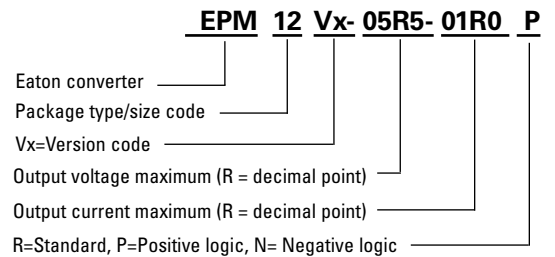 EPM 12 Vx- 05R5- 01R0 P
Eaton converter
Package type/size code
Vx=Version code
Output voltage maximum (R = decimal point)
Output current maximum (R = decimal point)
R=Standard, P=Positive logic, N= Negative logic